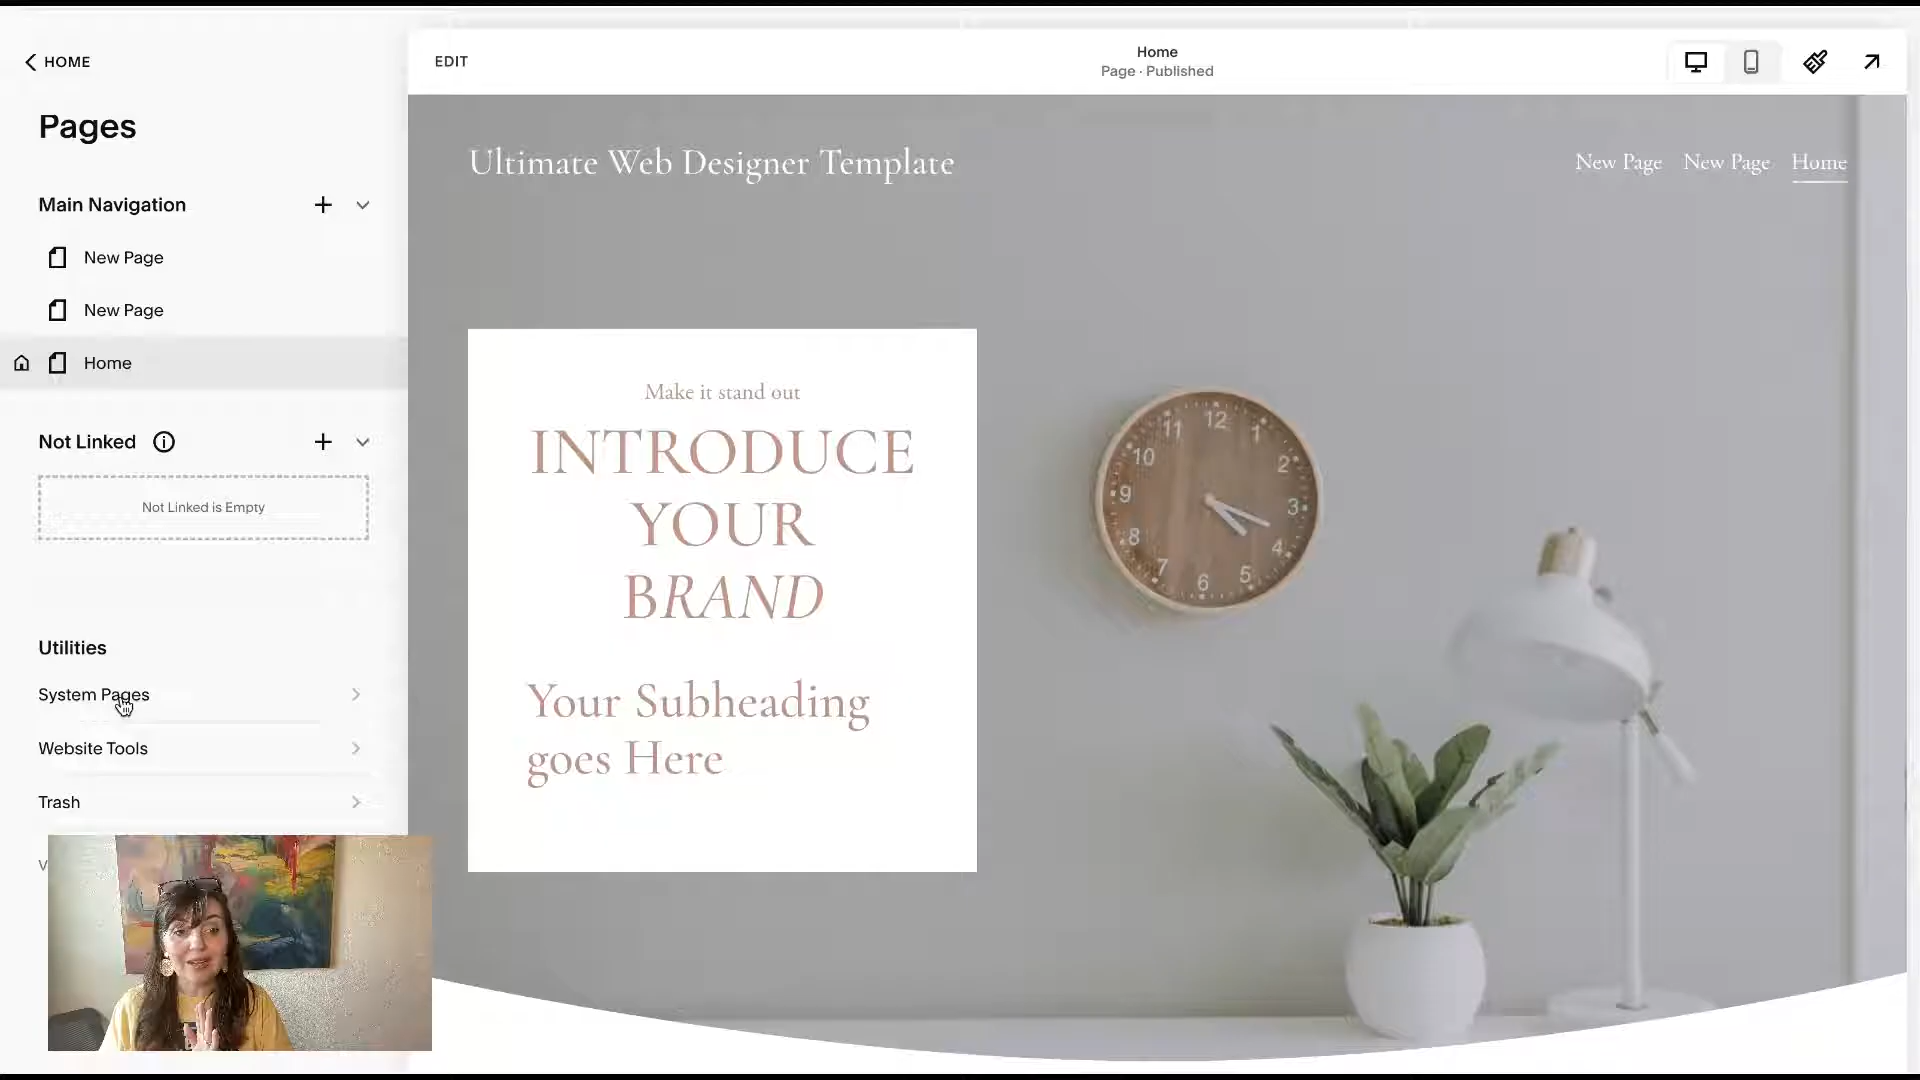 HOME
Pages
Main Navigation
New Page
New Page
Home
Not Linked
Not Linked is Empty
Utilities
System Pages
Website Tools
Trash
EDIT
Home
Page · Published
Ultimate Web Designer Template
New Page New Page Home
Make it stand out
INTRODUCE
YOUR
BRAND
Your Subheading
goes Here
12
1
2
3
4
5
6
7
8
9
10
11